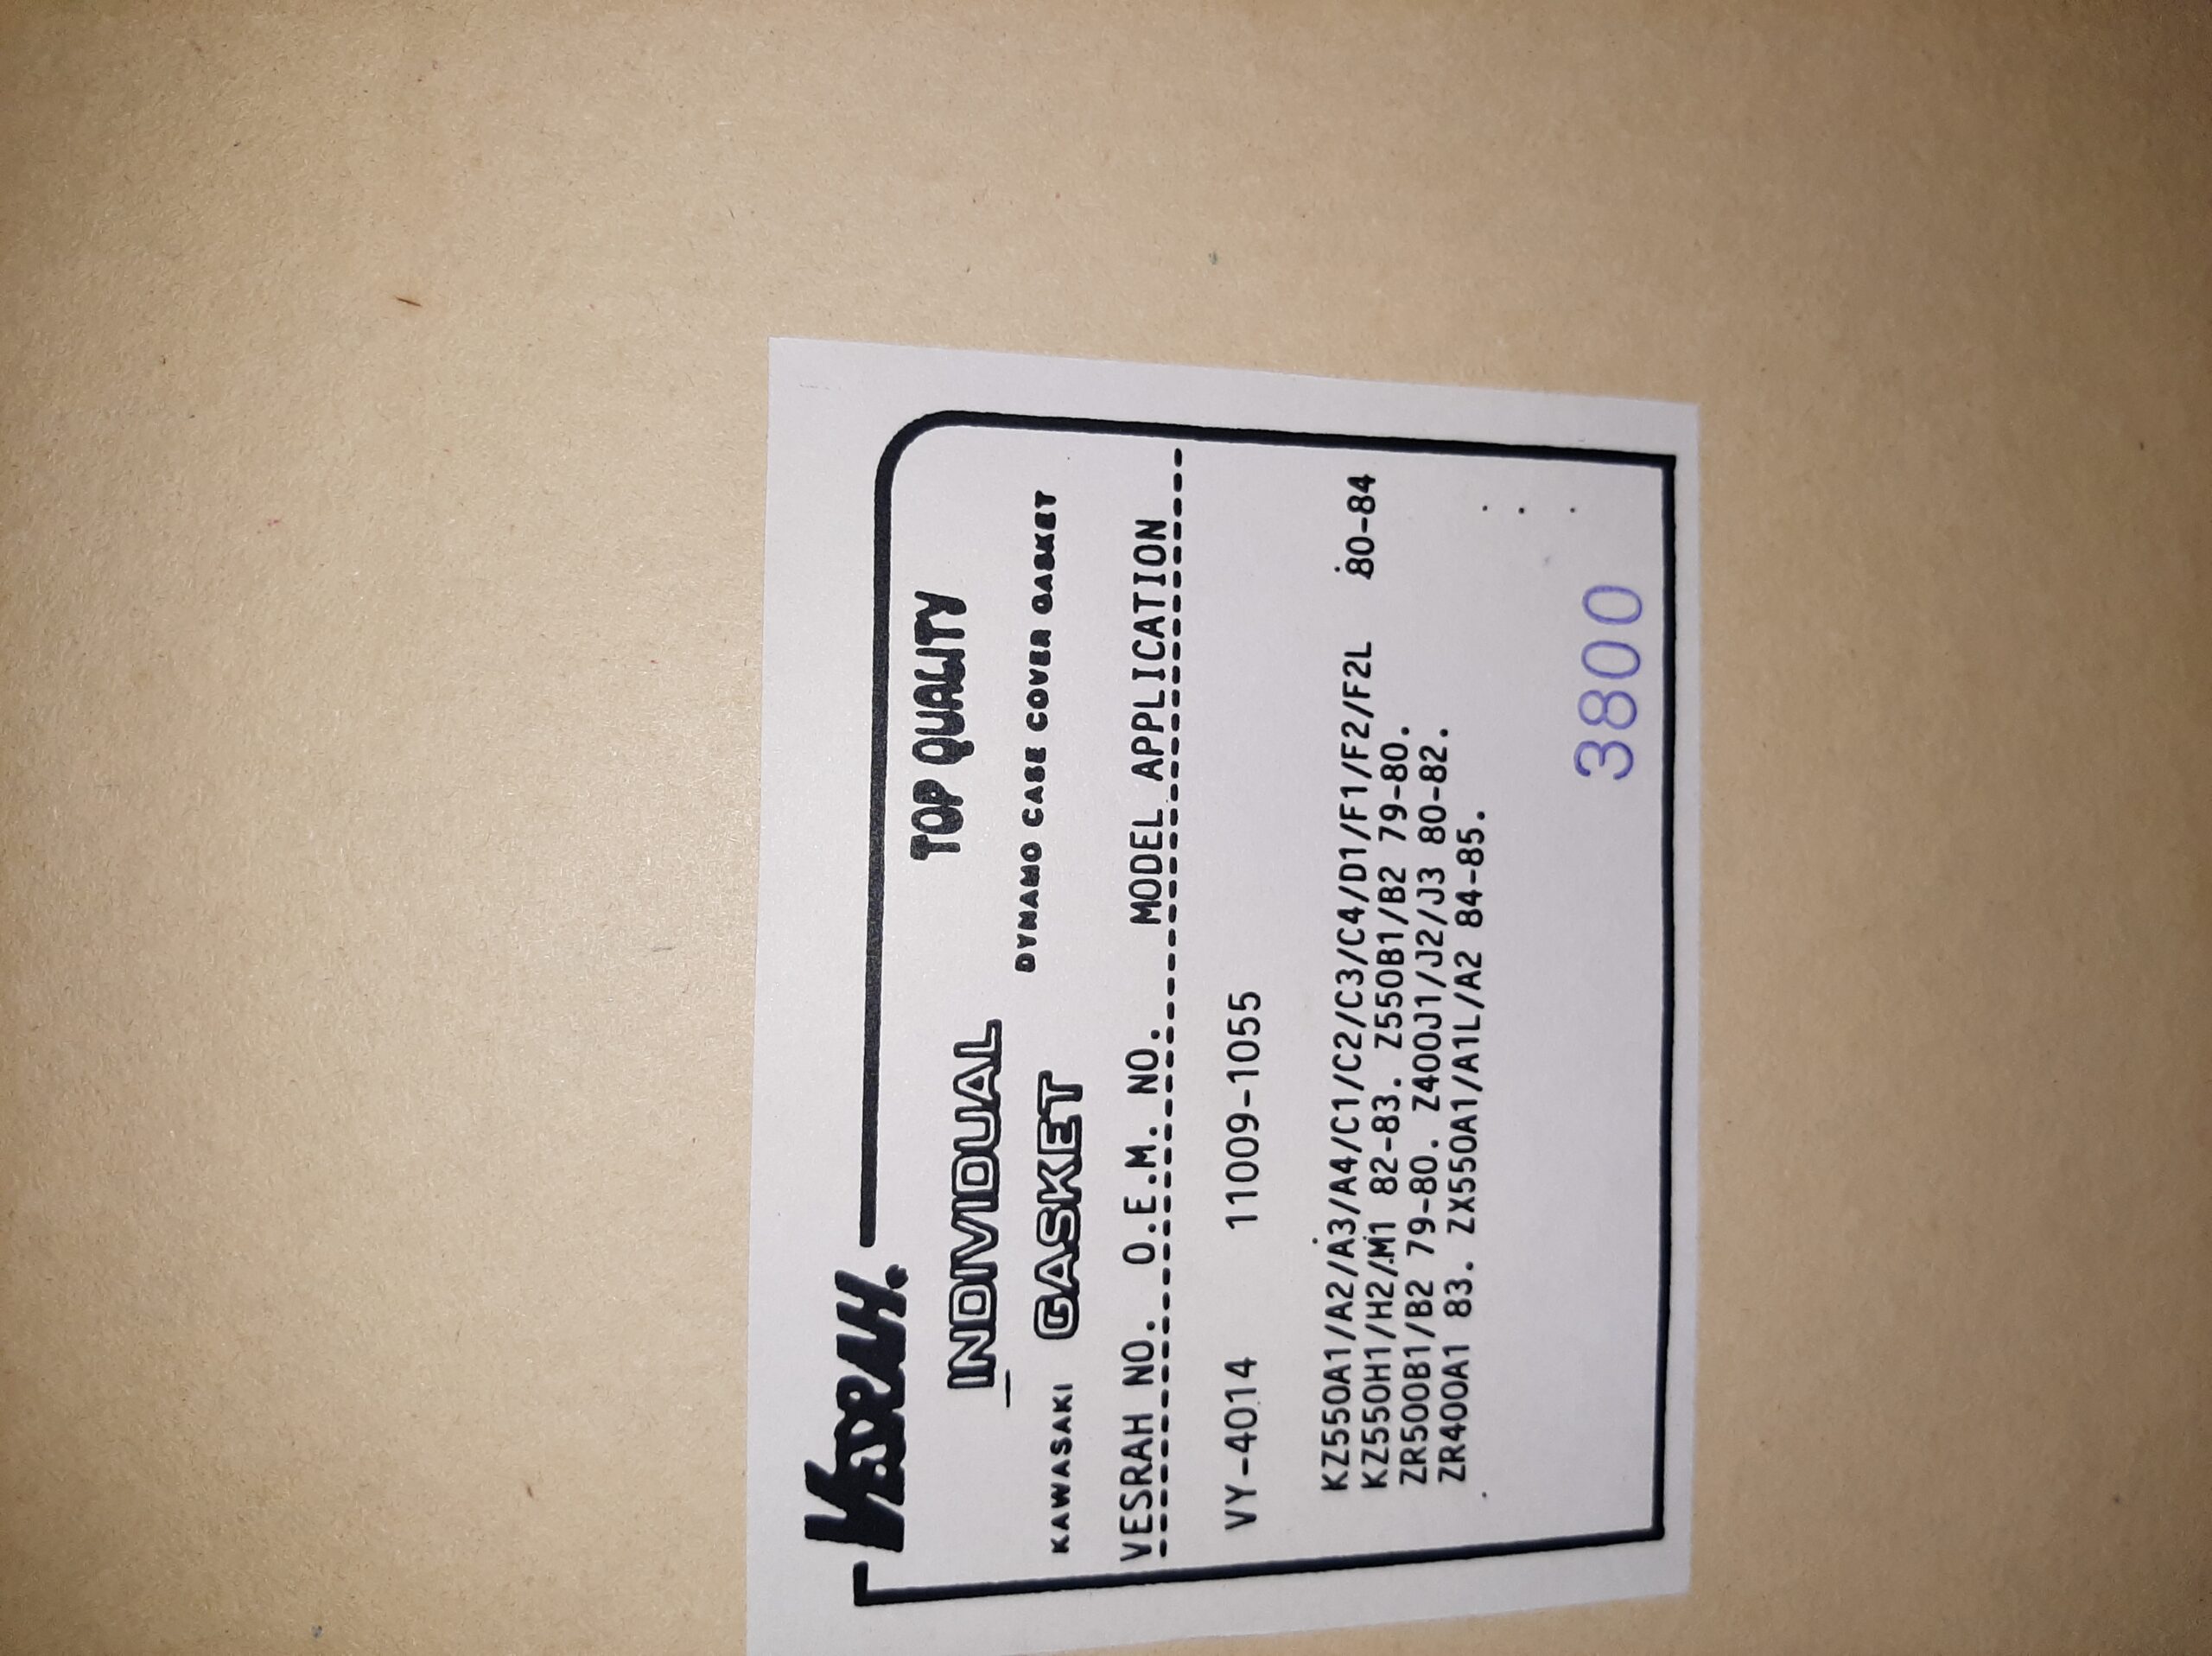 VESRAH.
INDIVIDUAL TOP QUALITY
KAWASAKI GASKET DYNAMO CASE COVER GASKET
VESRAH NO. O.E.M. NO. MODEL APPLICATION
VY-4014 11009-1055
KZ550A1/A2/A3/A4/C1/C2/C3/C4/D1/F1/F2/F2L 80-84
KZ550H1/H2/M1 82-83. Z550B1/B2 79-80.
ZR500B1/B2 79-80. Z400J1/J2/J3 80-82.
ZR400A1 83. ZX550A1/A1L/A2 84-85.
3800